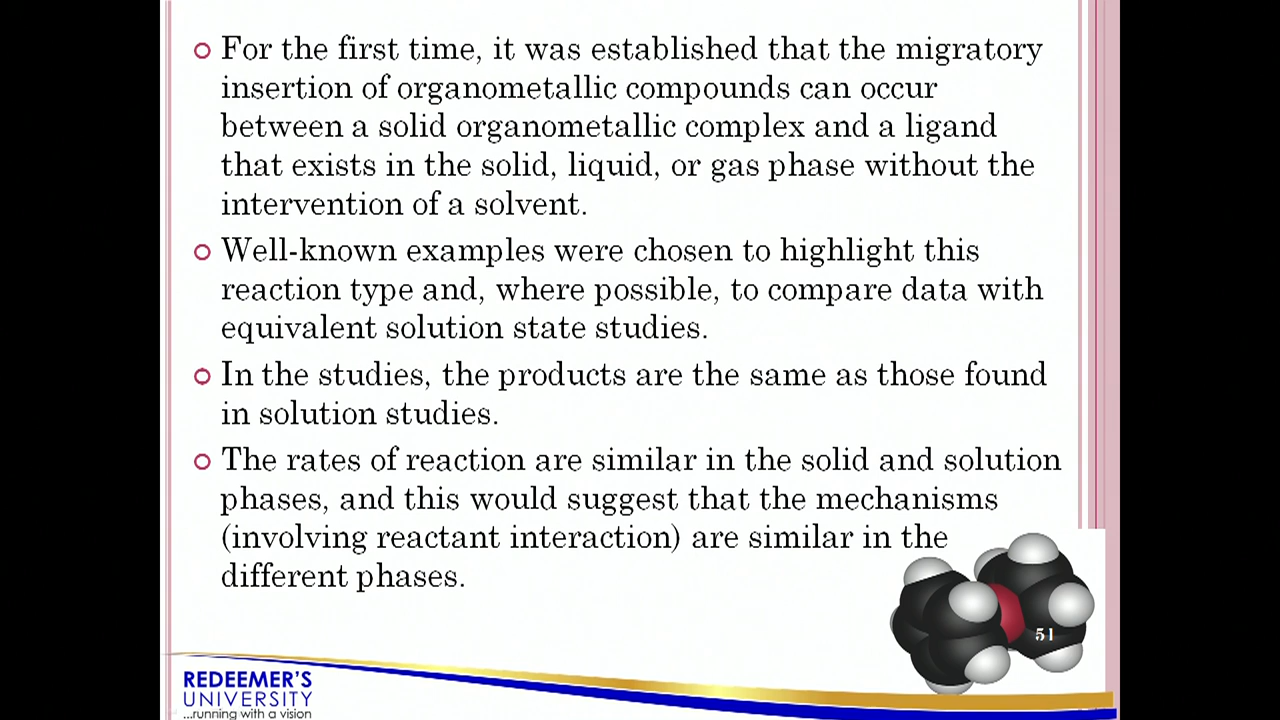 For the first time, it was established that the migratory
insertion of organometallic compounds can occur
between a solid organometallic complex and a ligand
that exists in the solid, liquid, or gas phase without the
intervention of a solvent.
Well-known examples were chosen to highlight this
reaction type and, where possible, to compare data with
equivalent solution state studies.
In the studies, the products are the same as those found
in solution studies.
The rates of reaction are similar in the solid and solution
phases, and this would suggest that the mechanisms
(involving reactant interaction) are similar in the
different phases.
51
REDEEMER'S
UNIVERSITY
...running with a vision